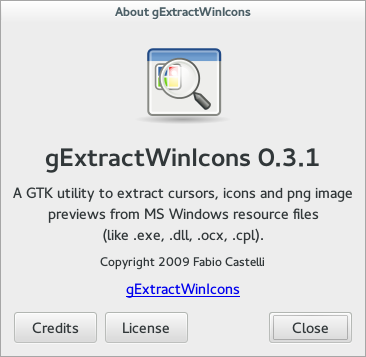 About gExtractWinIcons
gExtractWinIcons 0.3.1
A GTK utility to extract cursors, icons and png image
previews from MS Windows resource files
(like .exe, .dll, .ocx, .cpl).
Copyright 2009 Fabio Castelli
gExtractWinIcons
Credits License Close